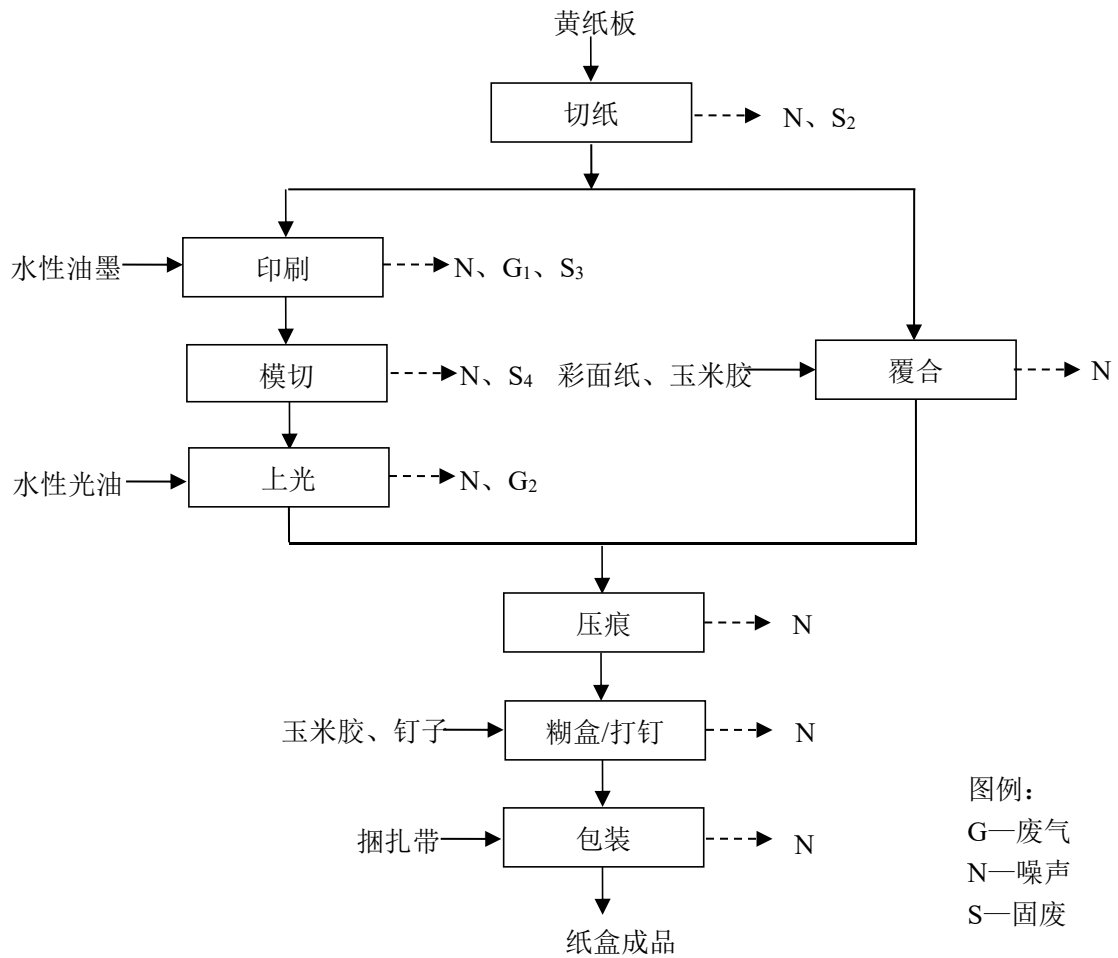 黄纸板
切纸
N、S₂
水性油墨
印刷
N、G₁、S₃
模切
N、S₄
彩面纸、玉米胶
覆合
N
水性光油
上光
N、G₂
压痕
N
玉米胶、钉子
糊盒/打钉
N
捆扎带
包装
N
纸盒成品
图例：
G—废气
N—噪声
S—固废